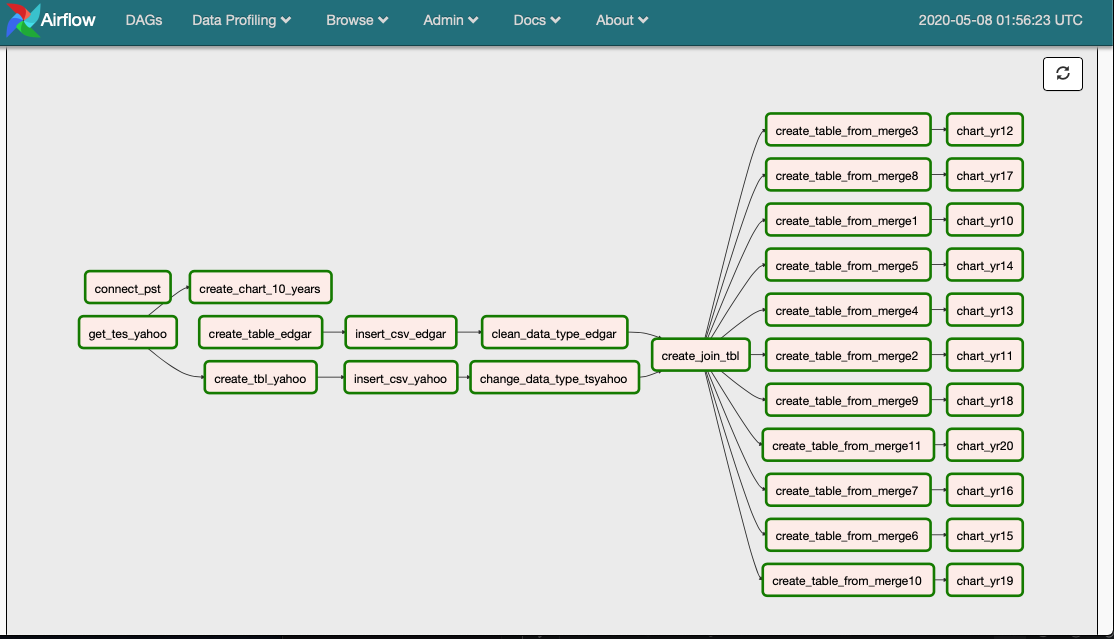 Airflow DAGs Data Profiling Browse Admin Docs About 2020-05-08 01:56:23 UTC
create_table_from_merge3 chart_yr12
create_table_from_merge8 chart_yr17
create_table_from_merge1 chart_yr10
create_table_from_merge5 chart_yr14
connect_pst create_chart_10_years
create_table_from_merge4 chart_yr13
get_tes_yahoo create_table_edgar insert_csv_edgar clean_data_type_edgar
create_join_tbl create_table_from_merge2 chart_yr11
create_tbl_yahoo insert_csv_yahoo change_data_type_tsyahoo
create_table_from_merge9 chart_yr18
create_table_from_merge11 chart_yr20
create_table_from_merge7 chart_yr16
create_table_from_merge6 chart_yr15
create_table_from_merge10 chart_yr19